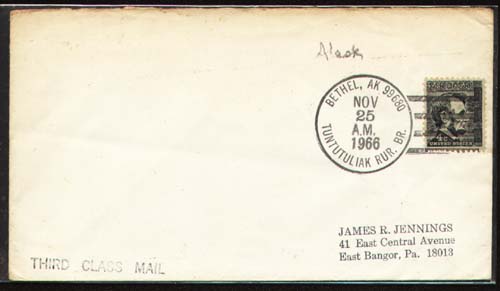 Alask
BETHEL, AK 99680
NOV
25
A.M.
1966
TUNTUTULIAK RUR. BR.
4c
UNITED STATES
JAMES R. JENNINGS
41 East Central Avenue
East Bangor, Pa. 18013
THIRD CLASS MAIL